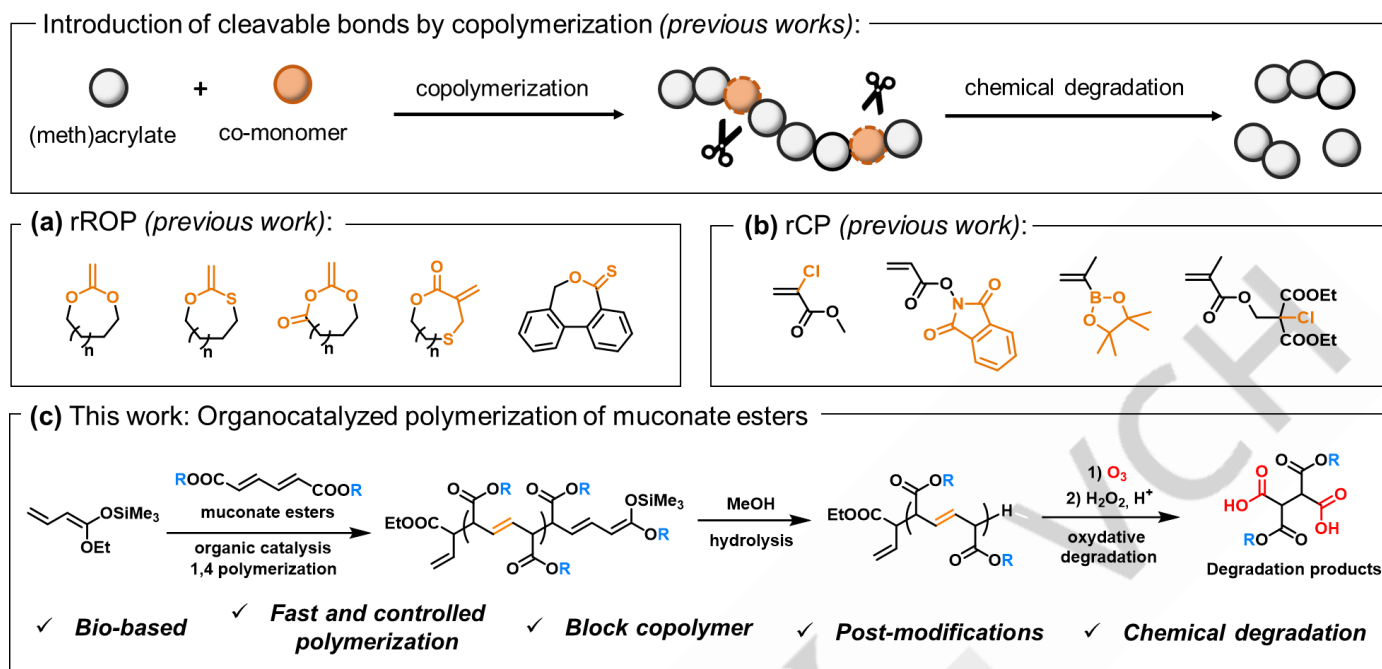 Introduction of cleavable bonds by copolymerization (previous works):
+
copolymerization
chemical degradation
(meth)acrylate
co-monomer
(a) rROP (previous work):
(b) rCP (previous work):
O O
n
O S
n
O O
O
n
O
O
S
n
O S
Cl
O
O
O
O
N
O
O
B
O
O
O
O
COOEt
Cl
COOEt
(c) This work: Organocatalyzed polymerization of muconate esters
OSiMe3
OEt
ROOC
COOR
muconate esters
organic catalysis
1,4 polymerization
EtOOC
O OR
O OR
O OR
OSiMe3
OR
MeOH
hydrolysis
EtOOC
O OR
H
O OR
1) O3
2) H2O2, H+
oxydative
degradation
O OR
HO
O
O
OH
RO O
Degradation products
✓ Bio-based
✓ Fast and controlled
polymerization
✓ Block copolymer
✓ Post-modifications
✓ Chemical degradation
VCH